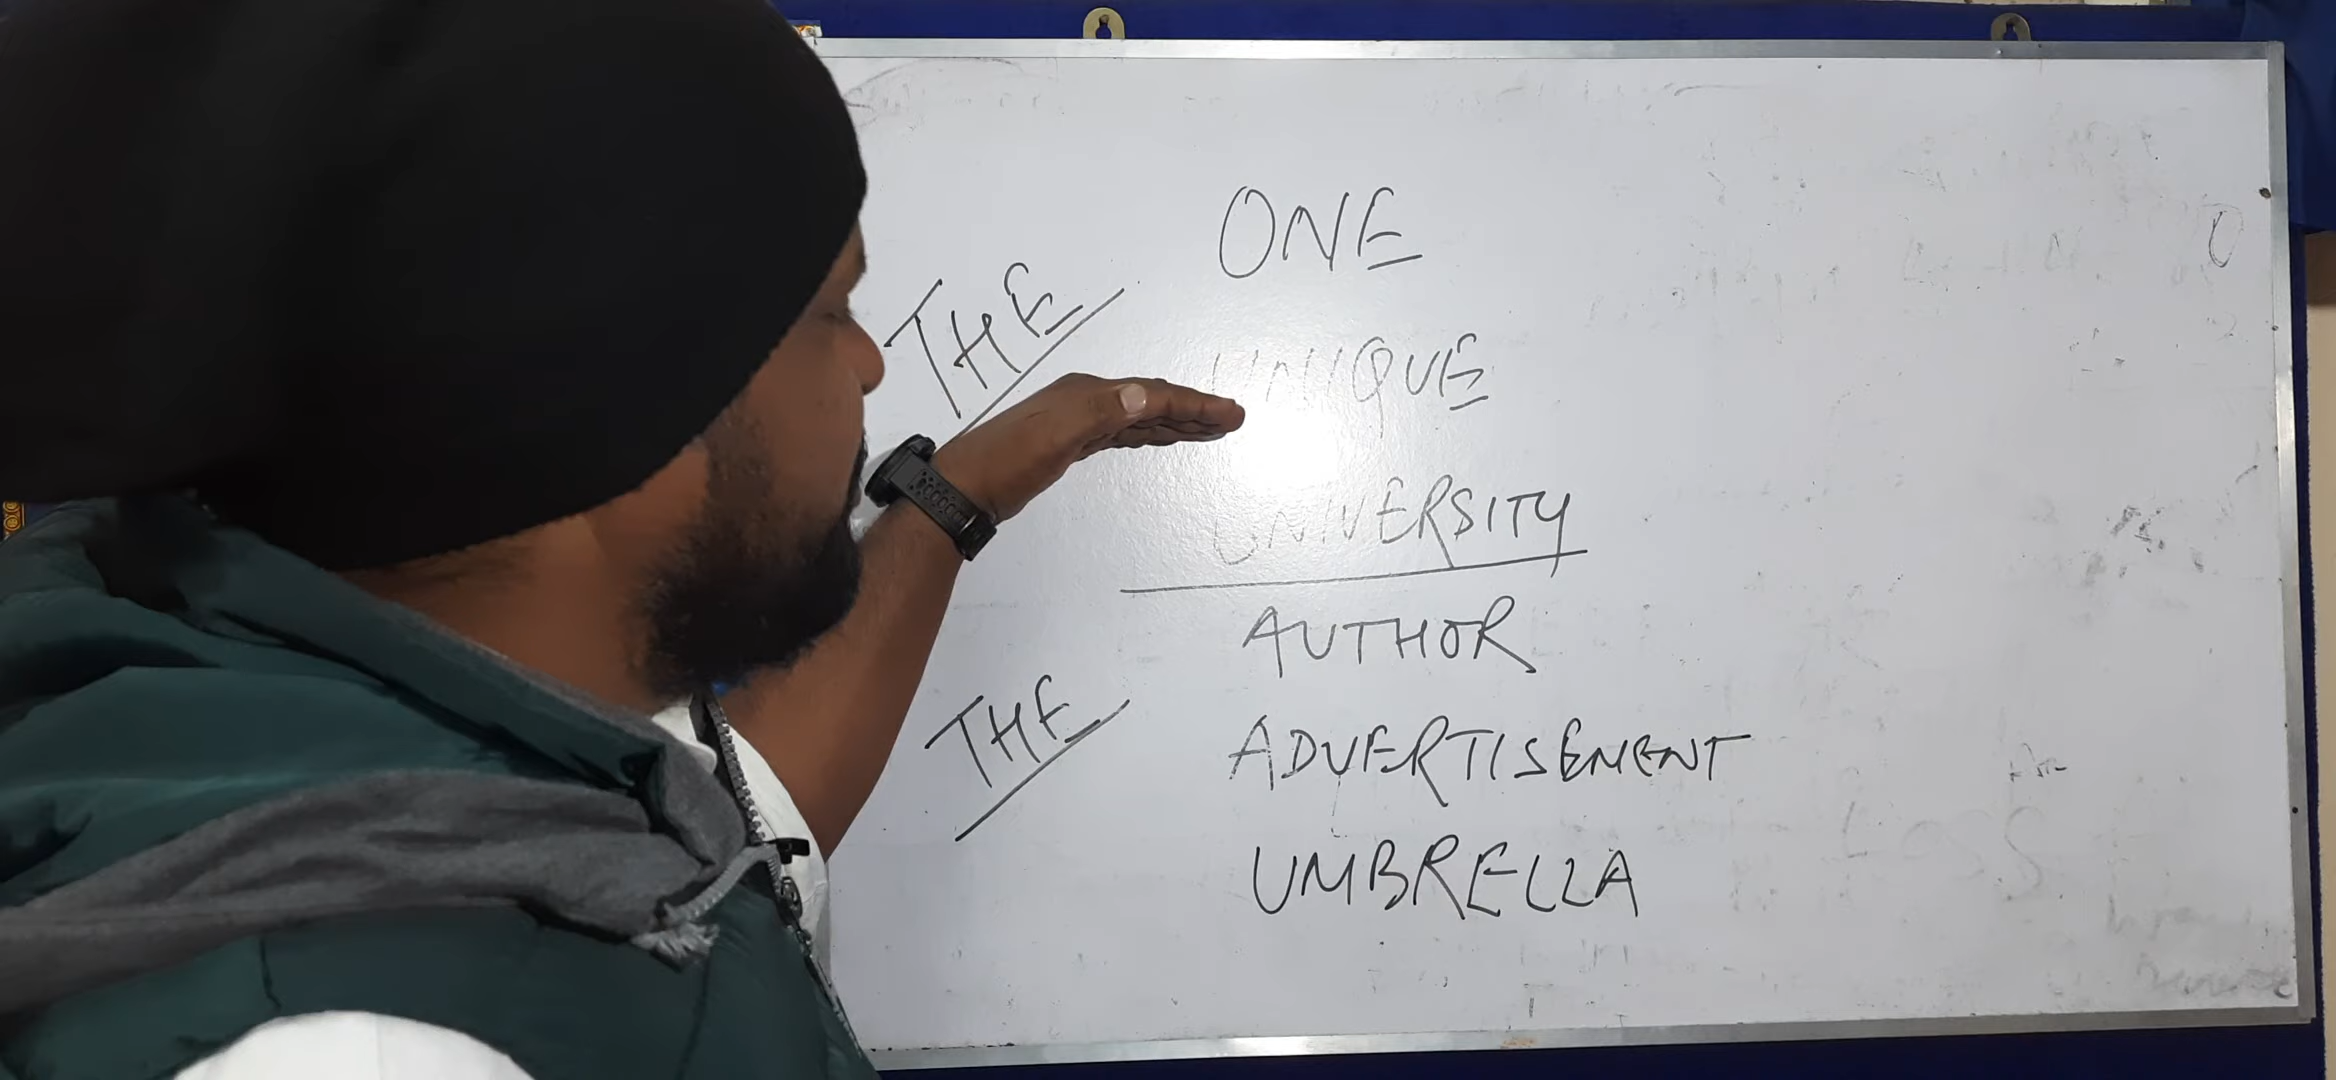 THE
ONE
UNIQUE
UNIVERSITY
THE
AUTHOR
ADVERTISEMENT
UMBRELLA